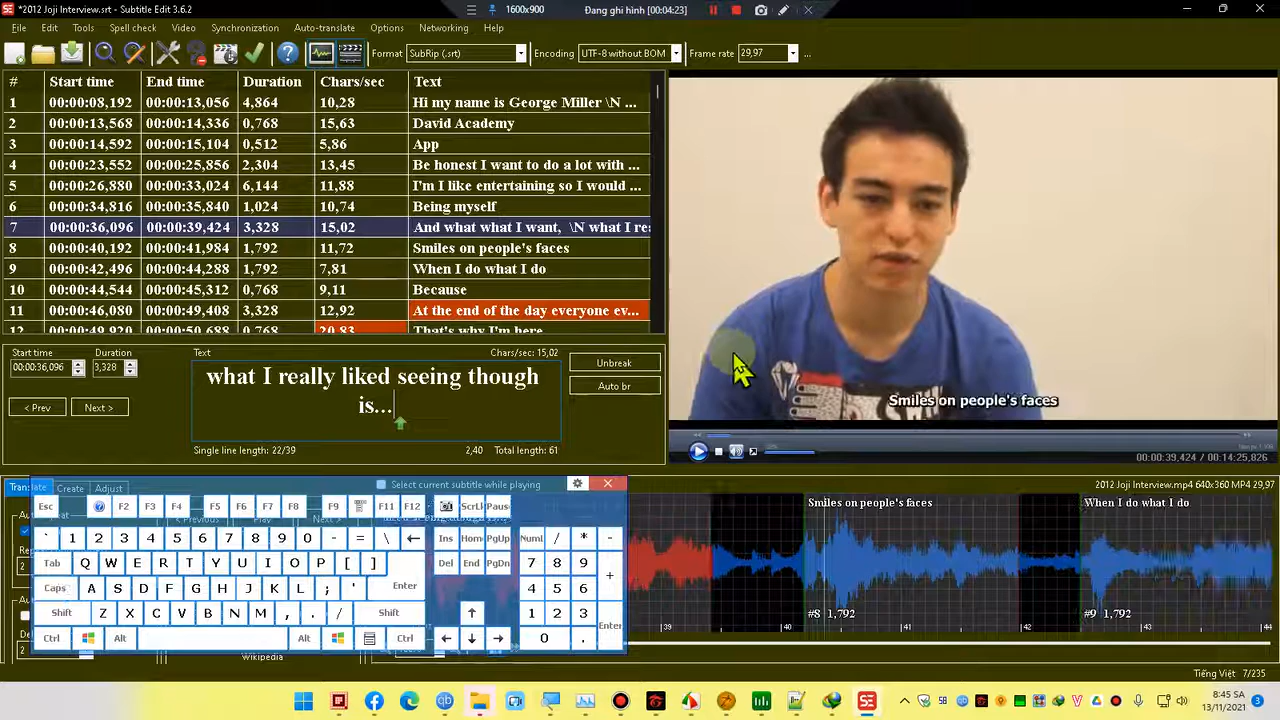 *2012 Joji Interview.srt - Subtitle Edit 3.6.2
1600x900
Đang ghi hình [00:04:23]
File Edit Tools Spell check Video Synchronization Auto-translate Options Networking Help
Format SubRip (.srt) Encoding UTF-8 without BOM Frame rate 29,97 ...
# Start time End time Duration Chars/sec Text
1 00:00:08,192 00:00:13,056 4,864 10,28 Hi my name is George Miller \N ...
2 00:00:13,568 00:00:14,336 0,768 15,63 David Academy
3 00:00:14,592 00:00:15,104 0,512 5,86 App
4 00:00:23,552 00:00:25,856 2,304 13,45 Be honest I want to do a lot with ...
5 00:00:26,880 00:00:33,024 6,144 11,88 I'm I like entertaining so I would ...
6 00:00:34,816 00:00:35,840 1,024 10,74 Being myself
7 00:00:36,096 00:00:39,424 3,328 15,02 And what what I want, \N what I rea
8 00:00:40,192 00:00:41,984 1,792 11,72 Smiles on people's faces
9 00:00:42,496 00:00:44,288 1,792 7,81 When I do what I do
10 00:00:44,544 00:00:45,312 0,768 9,11 Because
11 00:00:46,080 00:00:49,408 3,328 12,92 At the end of the day everyone ev...
12 00:00:49,920 00:00:50,688 0,768 20,83 That's why I'm here
Start time Duration Text Chars/sec: 15,02
00:00:36,096 3,328
what I really liked seeing though
is...
Unbreak
Auto br
< Prev Next >
Single line length: 22/39 2,40 Total length: 61
Smiles on people's faces
00:00:39,424 / 00:14:25,826
Translate Create Adjust
Select current subtitle while playing
2012 Joji Interview.mp4 640x360 MP4 29,97
Esc F2 F3 F4 F5 F6 F7 F8 F9 F11 F12 ScrLk Paus
< Previous Play Next >
` 1 2 3 4 5 6 7 8 9 0 - = \ Ins Home PgUp NumL / * -
Tab Q W E R T Y U I O P [ ] Del End PgDn 7 8 9 +
Caps A S D F G H J K L ; ' Enter 4 5 6
Shift Z X C V B N M , . / Shift 1 2 3 Enter
Ctrl Alt Alt Ctrl 0 .
Wikipedia
Smiles on people's faces
When I do what I do
#8 1,792
#9 1,792
39 40 41 42 43 44
Tiếng Việt 7/235
8:45 SA
13/11/2021
3